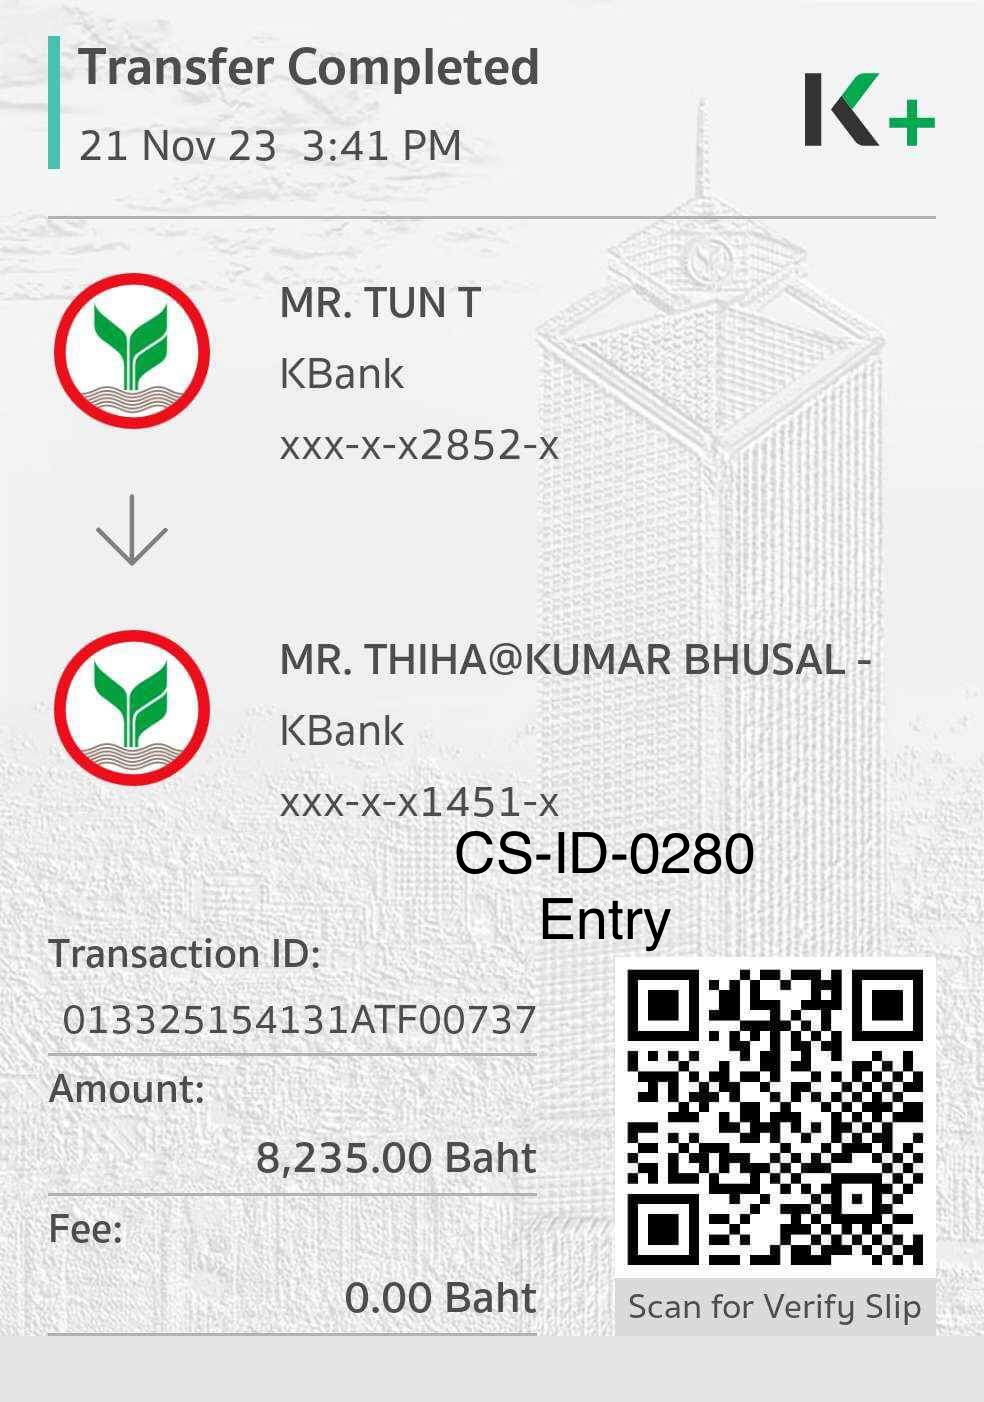 Transfer Completed
21 Nov 23 3:41 PM
K+
MR. TUN T
KBank
xxx-x-x2852-x
MR. THIHA@KUMAR BHUSAL -
KBank
xxx-x-x1451-x
CS-ID-0280
Entry
Transaction ID:
013325154131ATF00737
Amount:
8,235.00 Baht
Fee:
0.00 Baht
Scan for Verify Slip